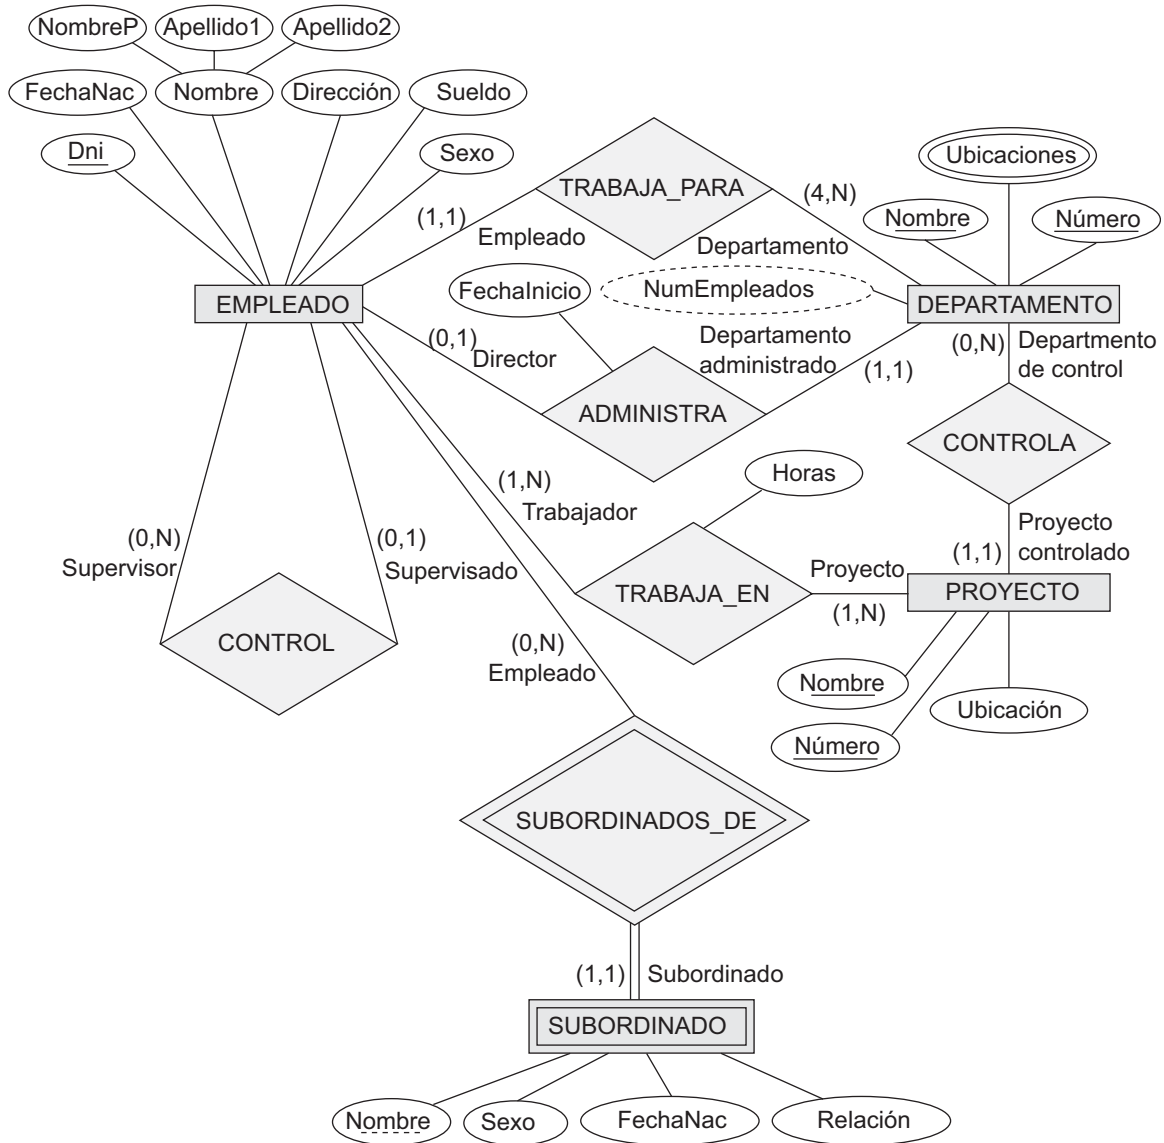 NombreP Apellido1 Apellido2
FechaNac Nombre Dirección Sueldo
Dni Sexo
Ubicaciones
TRABAJA_PARA
(4,N)
Nombre Número
(1,1)
Empleado
Departamento
FechaInicio NumEmpleados
EMPLEADO DEPARTAMENTO
(0,1)
Director
Departamento
administrado
(1,1)
(0,N)
Departmento
de control
ADMINISTRA
CONTROLA
Horas
(1,N)
Trabajador
(0,N)
Supervisor
(0,1)
Supervisado
Proyecto
controlado
(1,1)
Proyecto
TRABAJA_EN PROYECTO
(1,N)
CONTROL
(0,N)
Empleado
Nombre
Ubicación
Número
SUBORDINADOS_DE
(1,1) Subordinado
SUBORDINADO
Nombre Sexo FechaNac Relación